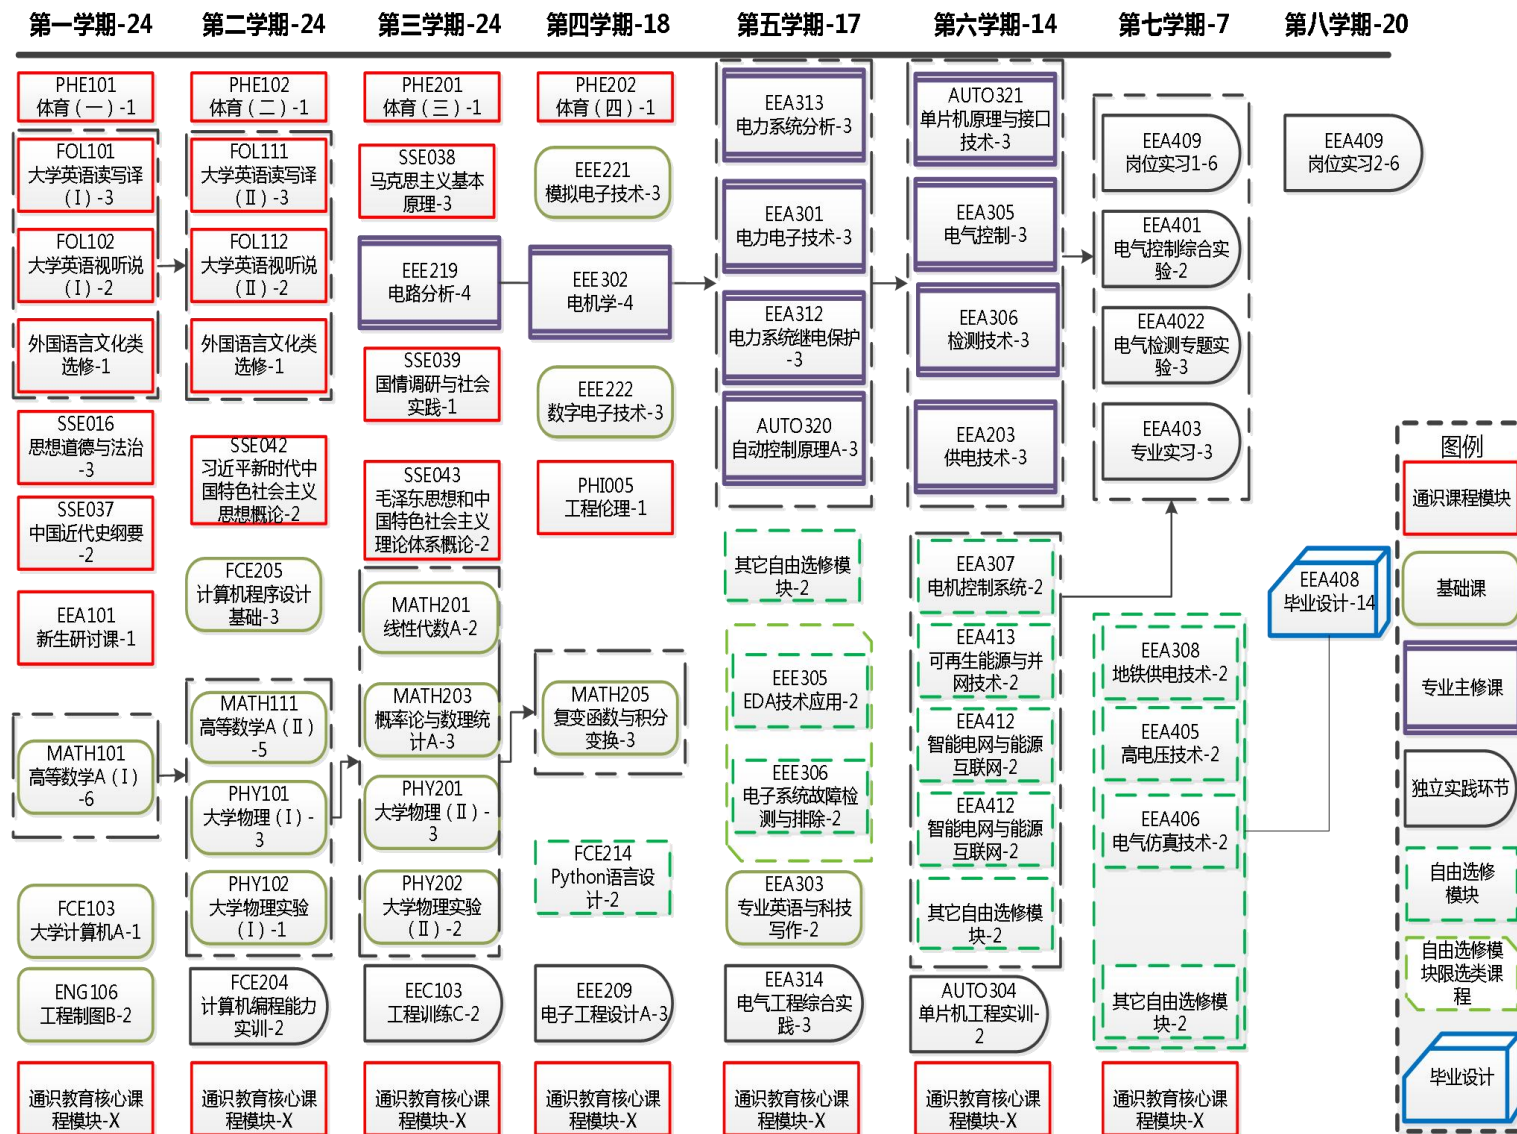 第一学期-24
第二学期-24
第三学期-24
第四学期-18
第五学期-17
第六学期-14
第七学期-7
第八学期-20
PHE101
体育（一）-1
FOL101
大学英语读写译
(Ⅰ)-3
FOL102
大学英语视听说
(Ⅰ)-2
外国语言文化类
选修-1
SSE016
思想道德与法治
-3
SSE037
中国近代史纲要
-2
EEA101
新生研讨课-1
MATH101
高等数学A（Ⅰ）
-6
FCE103
大学计算机A-1
ENG106
工程制图B-2
通识教育核心课
程模块-X
PHE102
体育（二）-1
FOL111
大学英语读写译
(Ⅱ)-3
FOL112
大学英语视听说
(Ⅱ)-2
外国语言文化类
选修-1
SSE042
习近平新时代中
国特色社会主义
思想概论-2
FCE205
计算机程序设计
基础-3
MATH111
高等数学A（Ⅱ）
-5
PHY101
大学物理（Ⅰ）-
3
PHY102
大学物理实验
（Ⅰ）-1
FCE204
计算机编程能力
实训-2
通识教育核心课
程模块-X
PHE201
体育（三）-1
SSE038
马克思主义基本
原理-3
EEE219
电路分析-4
SSE039
国情调研与社会
实践-1
SSE043
毛泽东思想和中
国特色社会主义
理论体系概论-2
MATH201
线性代数A-2
MATH203
概率论与数理统
计A-3
PHY201
大学物理（Ⅱ）-
3
PHY202
大学物理实验
（Ⅱ）-2
EEC103
工程训练C-2
通识教育核心课
程模块-X
PHE202
体育（四）-1
EEE221
模拟电子技术-3
EEE302
电机学-4
EEE222
数字电子技术-3
PHI005
工程伦理-1
MATH205
复变函数与积分
变换-3
FCE214
Python语言设
计-2
EEE209
电子工程设计A-3
通识教育核心课
程模块-X
EEA313
电力系统分析-3
EEA301
电力电子技术-3
EEA312
电力系统继电保护
-3
AUTO320
自动控制原理A-3
其它自由选修模
块-2
EEE305
EDA技术应用-2
EEE306
电子系统故障检
测与排除-2
EEA303
专业英语与科技
写作-2
EEA314
电气工程综合实
践-3
通识教育核心课
程模块-X
AUTO321
单片机原理与接口
技术-3
EEA305
电气控制-3
EEA306
检测技术-3
EEA203
供电技术-3
EEA307
电机控制系统-2
EEA413
可再生能源与并
网技术-2
EEA412
智能电网与能源
互联网-2
EEA412
智能电网与能源
互联网-2
其它自由选修模
块-2
AUTO304
单片机工程实训-
2
通识教育核心课
程模块-X
EEA409
岗位实习1-6
EEA401
电气控制综合实
验-2
EEA4022
电气检测专题实
验-3
EEA403
专业实习-3
EEA308
地铁供电技术-2
EEA405
高电压技术-2
EEA406
电气仿真技术-2
其它自由选修模
块-2
通识教育核心课
程模块-X
EEA409
岗位实习2-6
EEA408
毕业设计-14
图例
通识课程模块
基础课
专业主修课
独立实践环节
自由选修
模块
自由选修模
块限选类课
程
毕业设计